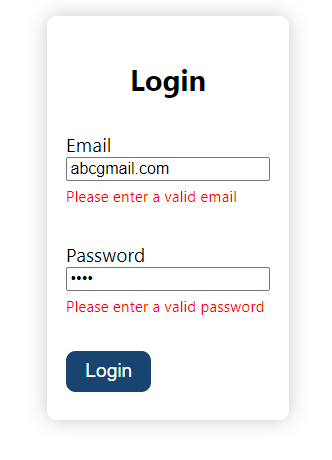 Login
Email
abcgmail.com
Please enter a valid email
Password
••••
Please enter a valid password
Login